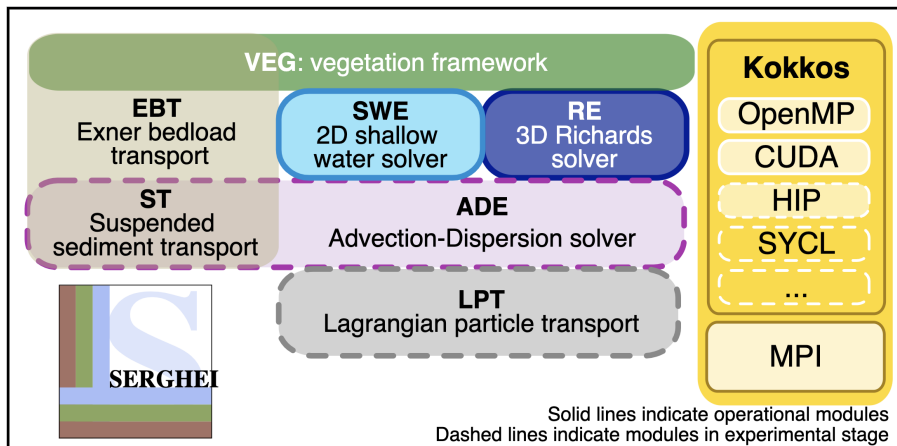 VEG: vegetation framework
EBT
Exner bedload
transport
SWE
2D shallow
water solver
RE
3D Richards
solver
ST
Suspended
sediment transport
ADE
Advection-Dispersion solver
LPT
Lagrangian particle transport
S
SERGHEI
Kokkos
OpenMP
CUDA
HIP
SYCL
...
MPI
Solid lines indicate operational modules
Dashed lines indicate modules in experimental stage